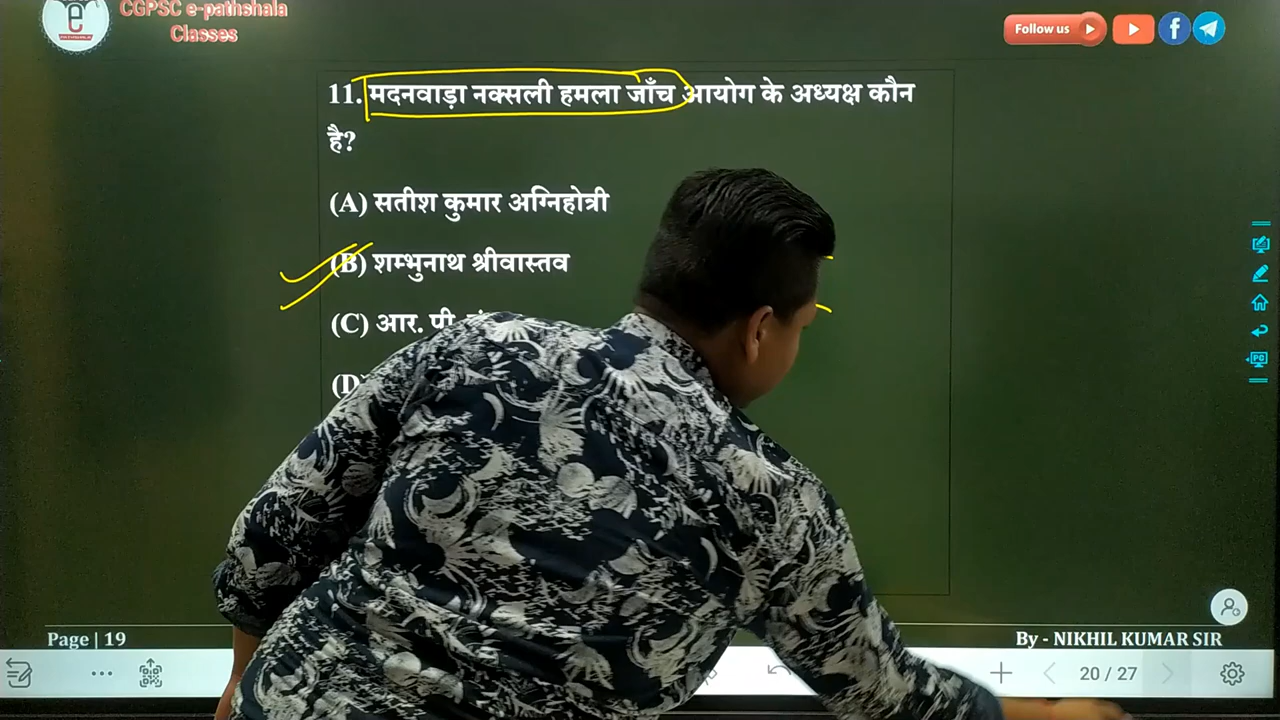 CGPSC e-pathshala
Classes
e
Follow us
11. मदनवाड़ा नक्सली हमला जाँच आयोग के अध्यक्ष कौन
है?
(A) सतीश कुमार अग्निहोत्री
(B) शम्भुनाथ श्रीवास्तव
(C) आर. पी.
(D)
Page | 19
By - NIKHIL KUMAR SIR
20 / 27